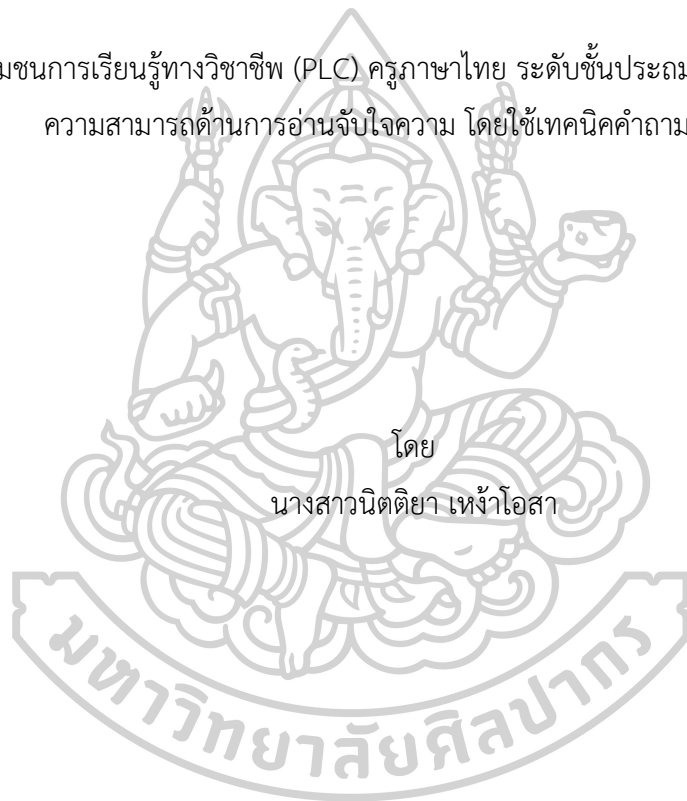 มชนการเรียนรู้ทางวิชาชีพ (PLC) ครูภาษาไทย ระดับชั้นประถม
ความสามารถด้านการอ่านจับใจความ โดยใช้เทคนิคคำถาม
โดย
นางสาวนิตติยา เหง้าโอสา
มหาวิทยาลัยศิลปากร